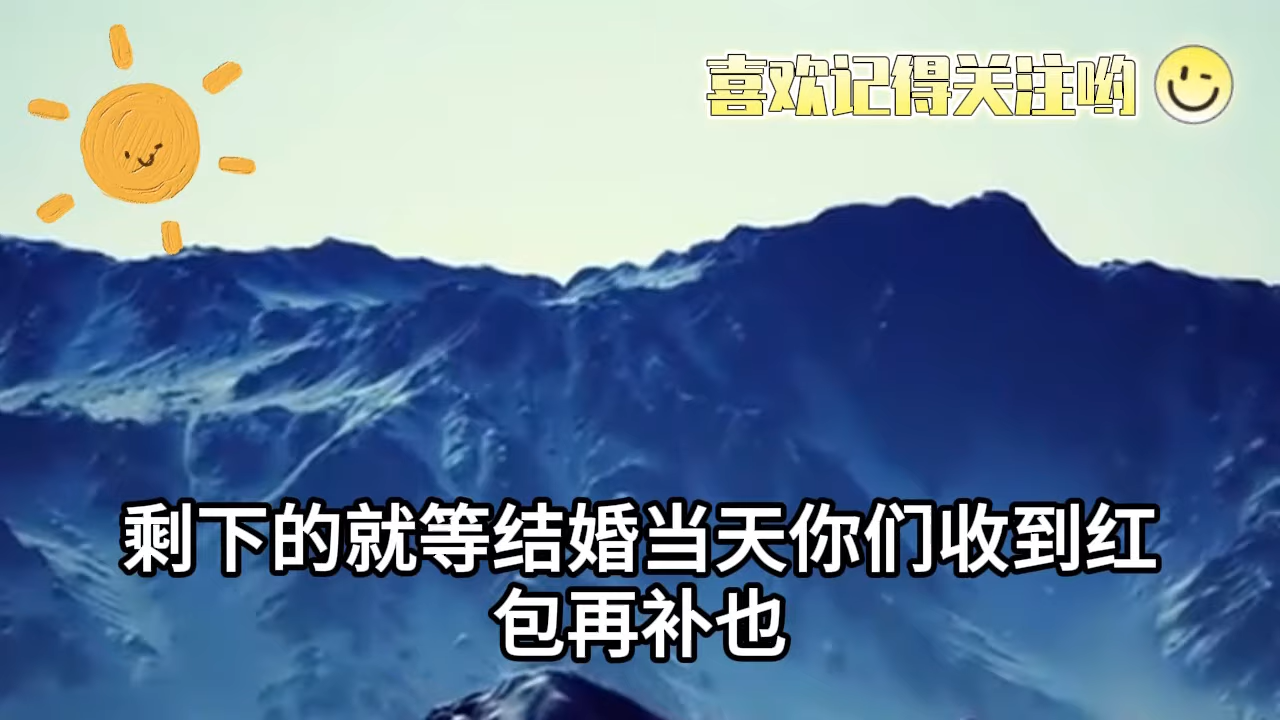 喜欢记得关注哟
剩下的就等结婚当天你们收到红
包再补也